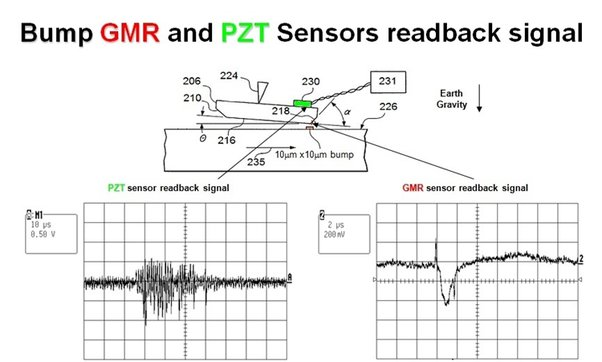 Bump GMR and PZT Sensors readback signal
224
230
206
231
210
218
α
226
Earth
Gravity
θ
216
10µm x10µm bump
235
PZT sensor readback signal
GMR sensor readback signal
M1
10 µs
0.50 V
2
2 µs
200mV
2